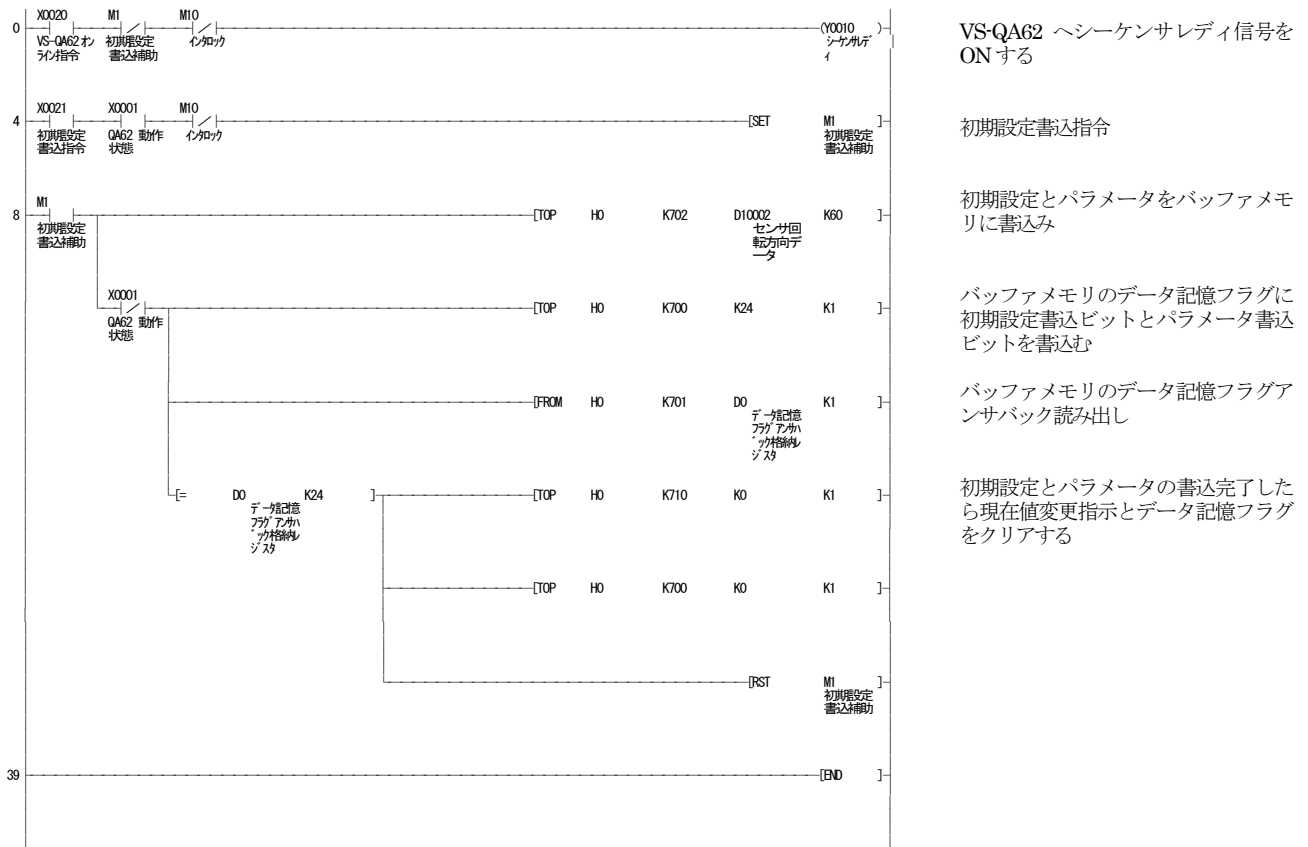 X0020 M1 M10
0 (Y0010 )
VS-QA62 オン 初期設定 インタロック シーケンサレデ
ライン指令 書込補助 ィ
VS-QA62 へシーケンサレディ信号を
ON する
X0021 X0001 M10
4 [SET M1 ]
初期設定 QA62 動作 インタロック 初期設定
書込指令 状態 書込補助
初期設定書込指令
M1
8 [TOP H0 K702 D10002 K60 ]
初期設定 センサ回
書込補助 転方向デ
ータ
初期設定とパラメータをバッファメモ
リに書込み
X0001
[TOP H0 K700 K24 K1 ]
QA62 動作
状態
バッファメモリのデータ記憶フラグに
初期設定書込ビットとパラメータ書込
ビットを書込む
[FROM H0 K701 D0 K1 ]
データ記憶
フラグアンサバ
ック格納レ
ジスタ
バッファメモリのデータ記憶フラグア
ンサバック読み出し
[= D0 K24 ] [TOP H0 K710 K0 K1 ]
データ記憶
フラグアンサバ
ック格納レ
ジスタ
初期設定とパラメータの書込完了した
ら現在値変更指示とデータ記憶フラグ
をクリアする
[TOP H0 K700 K0 K1 ]
[RST M1 ]
初期設定
書込補助
39 [END ]